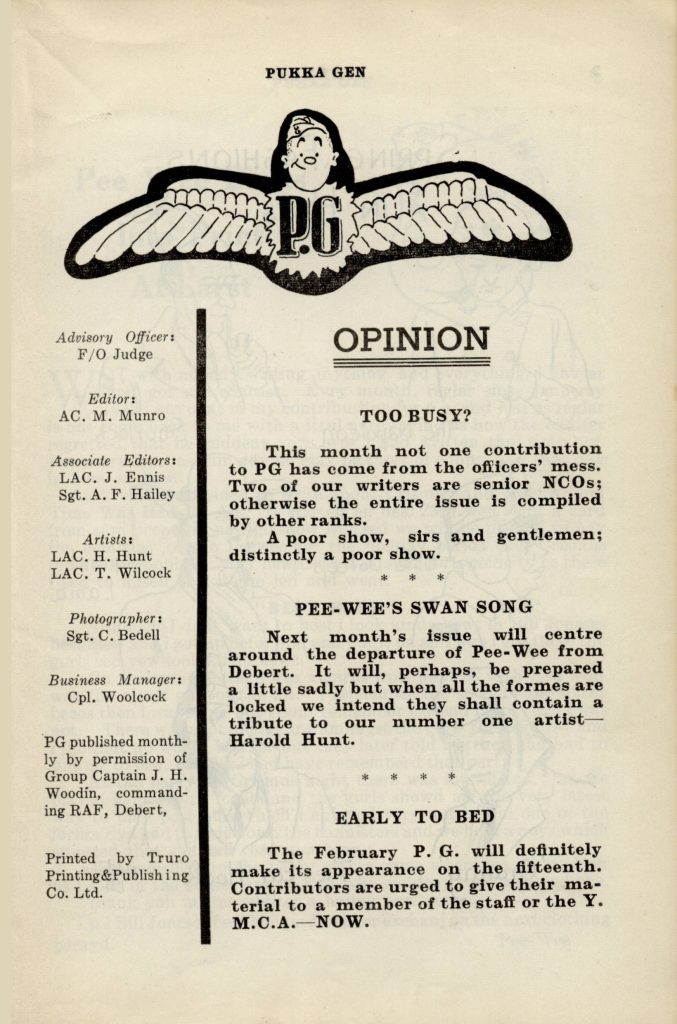 PUKKA GEN
P.G
Advisory Officer:
F/O Judge
Editor:
AC. M. Munro
Associate Editors:
LAC. J. Ennis
Sgt. A. F. Hailey
Artists:
LAC. H. Hunt
LAC. T. Wilcock
Photographer:
Sgt. C. Bedell
Business Manager:
Cpl. Woolcock
PG published month-
ly by permission of
Group Captain J. H.
Woodin, command-
ing RAF, Debert,
Printed by Truro
Printing&Publishing
Co. Ltd.
OPINION
TOO BUSY?
This month not one contribution
to PG has come from the officers' mess.
Two of our writers are senior NCOs;
otherwise the entire issue is compiled
by other ranks.
A poor show, sirs and gentlemen;
distinctly a poor show.
* * *
PEE-WEE'S SWAN SONG
Next month's issue will centre
around the departure of Pee-Wee from
Debert. It will, perhaps, be prepared
a little sadly but when all the formes are
locked we intend they shall contain a
tribute to our number one artist—
Harold Hunt.
* * * *
EARLY TO BED
The February P. G. will definitely
make its appearance on the fifteenth.
Contributors are urged to give their ma-
terial to a member of the staff or the Y.
M.C.A.—NOW.